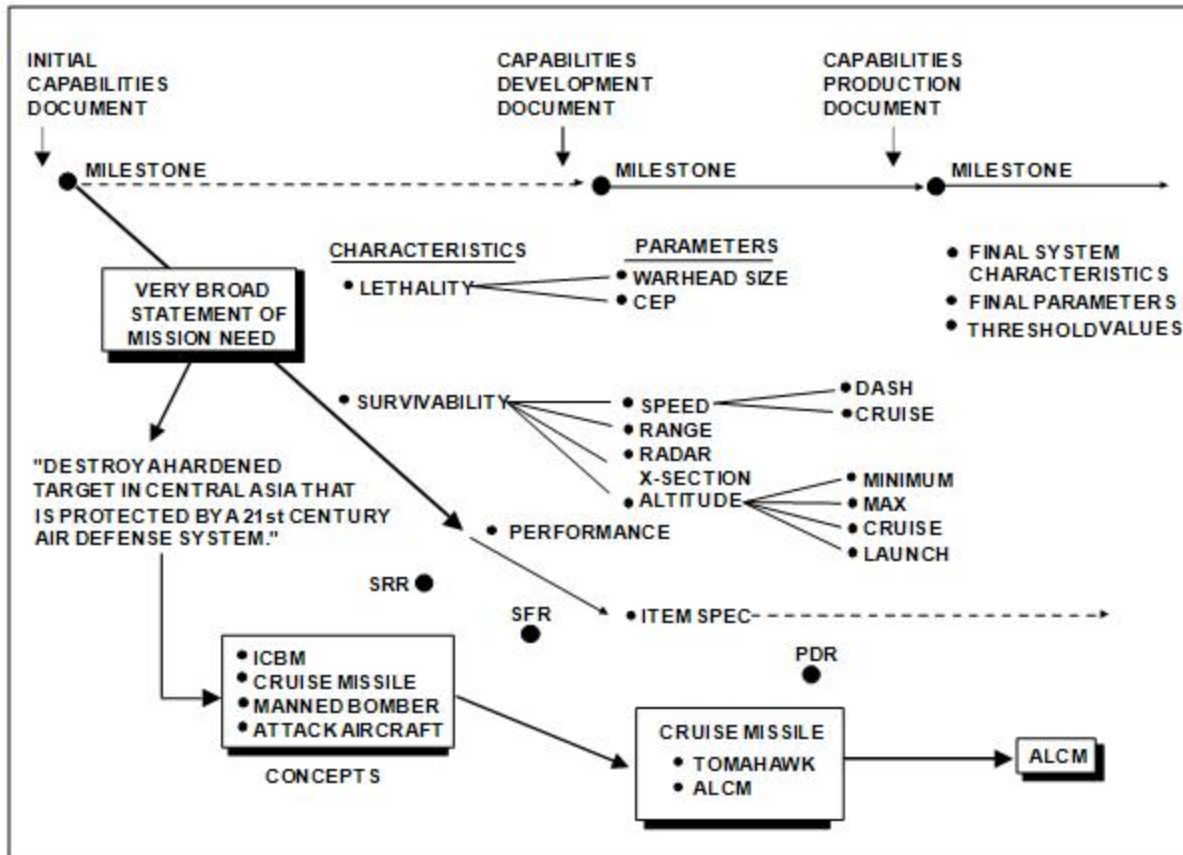 INITIAL
CAPABILITIES
DOCUMENT
CAPABILITIES
DEVELOPMENT
DOCUMENT
CAPABILITIES
PRODUCTION
DOCUMENT
MILESTONE
MILESTONE
MILESTONE
CHARACTERISTICS
PARAMETERS
• LETHALITY
• WARHEAD SIZE
• CEP
• FINAL SYSTEM
CHARACTERISTICS
• FINAL PARAMETERS
• THRESHOLD VALUES
VERY BROAD
STATEMENT OF
MISSION NEED
• SURVIVABILITY
• SPEED
• RANGE
• RADAR
X-SECTION
• ALTITUDE
• DASH
• CRUISE
• MINIMUM
• MAX
• CRUISE
• LAUNCH
"DESTROY A HARDENED
TARGET IN CENTRAL ASIA THAT
IS PROTECTED BY A 21st CENTURY
AIR DEFENSE SYSTEM."
• PERFORMANCE
SRR
SFR
• ITEM SPEC
PDR
• ICBM
• CRUISE MISSILE
• MANNED BOMBER
• ATTACK AIRCRAFT
CONCEPTS
CRUISE MISSILE
• TOMAHAWK
• ALCM
ALCM